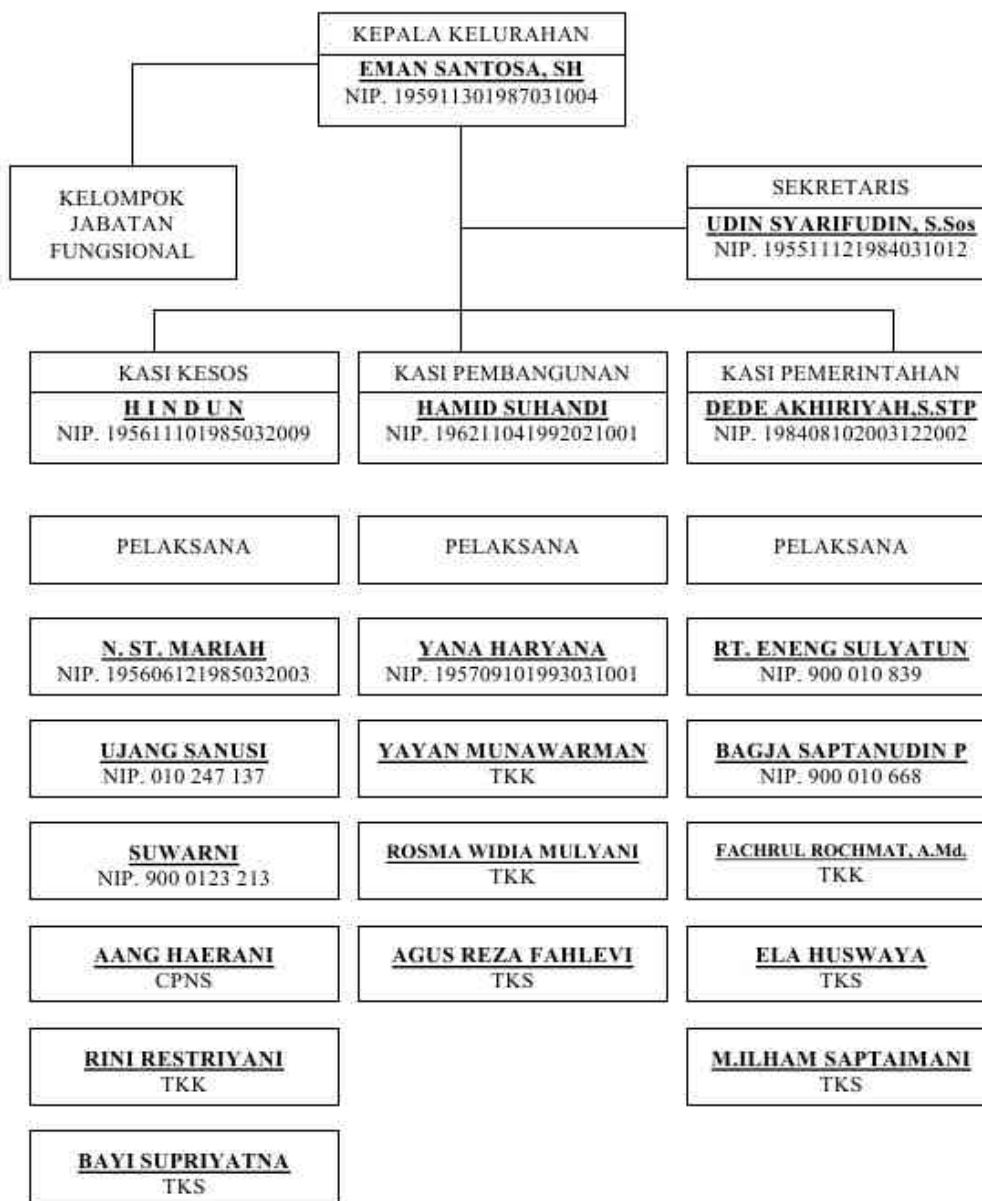 KEPALA KELURAHAN
EMAN SANTOSA, SH
NIP. 195911301987031004
KELOMPOK
JABATAN
FUNGSIONAL
SEKRETARIS
UDIN SYARIFUDIN, S.Sos
NIP. 195511121984031012
KASI KESOS
H I N D U N
NIP. 195611101985032009
KASI PEMBANGUNAN
HAMID SUHANDI
NIP. 196211041992021001
KASI PEMERINTAHAN
DEDE AKHIRIYAH,S.STP
NIP. 198408102003122002
PELAKSANA
PELAKSANA
PELAKSANA
N. ST. MARIAH
NIP. 195606121985032003
YANA HARYANA
NIP. 195709101993031001
RT. ENENG SULYATUN
NIP. 900 010 839
UJANG SANUSI
NIP. 010 247 137
YAYAN MUNAWARMAN
TKK
BAGJA SAPTANUDIN P
NIP. 900 010 668
SUWARNI
NIP. 900 0123 213
ROSMA WIDIA MULYANI
TKK
FACHRUL ROCHMAT, A.Md.
TKK
AANG HAERANI
CPNS
AGUS REZA FAHLEVI
TKS
ELA HUSWAYA
TKS
RINI RESTRIYANI
TKK
M.ILHAM SAPTAIMANI
TKS
BAYI SUPRIYATNA
TKS